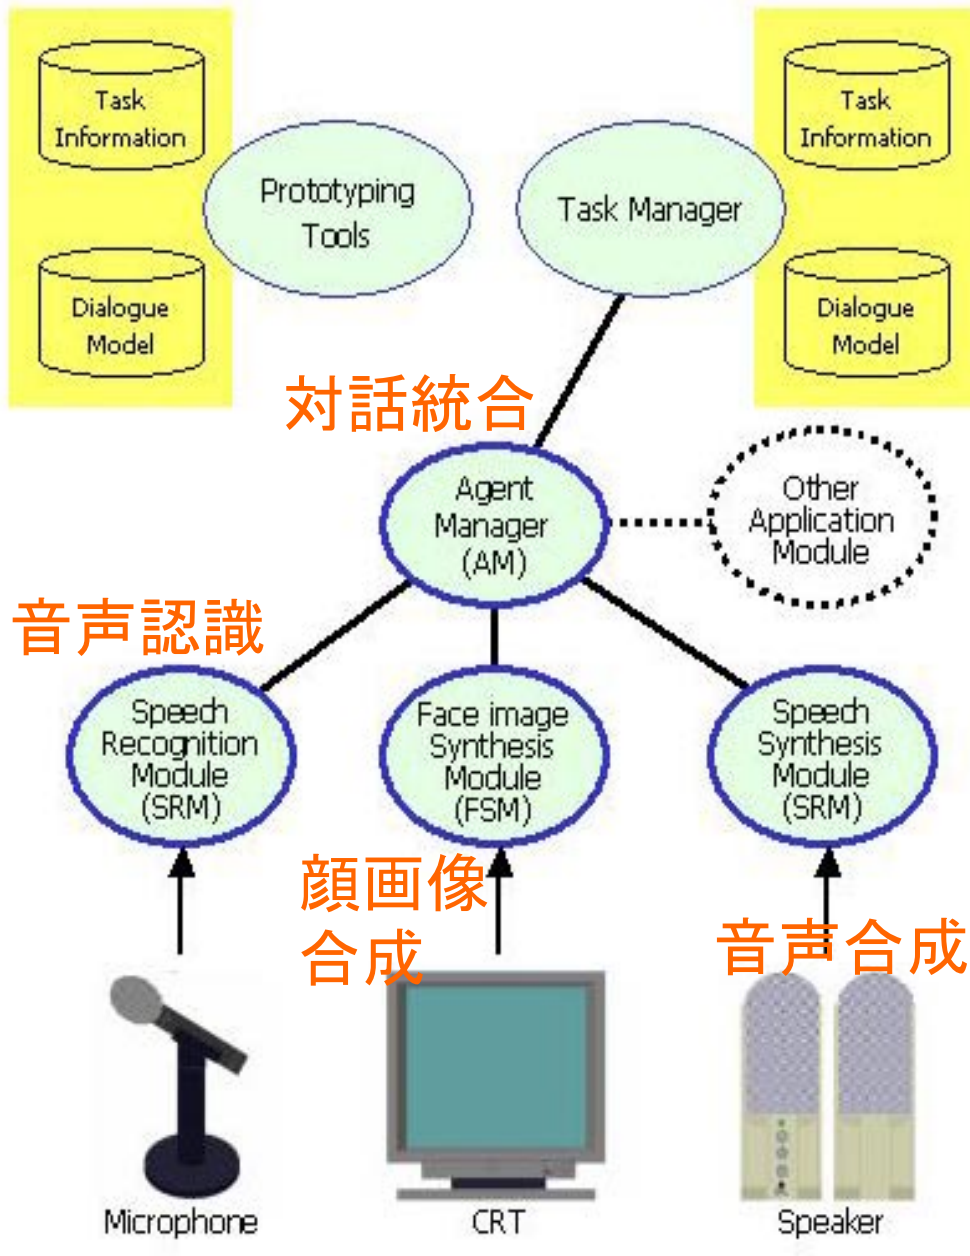 Task
Information
Task
Information
Prototyping
Tools
Task Manager
Dialogue
Model
Dialogue
Model
対話統合
Agent
Manager
(AM)
Other
Application
Module
音声認識
Speech
Recognition
Module
(SRM)
Face image
Synthesis
Module
(FSM)
Speech
Synthesis
Module
(SRM)
顔画像
合成
音声合成
Microphone
CRT
Speaker